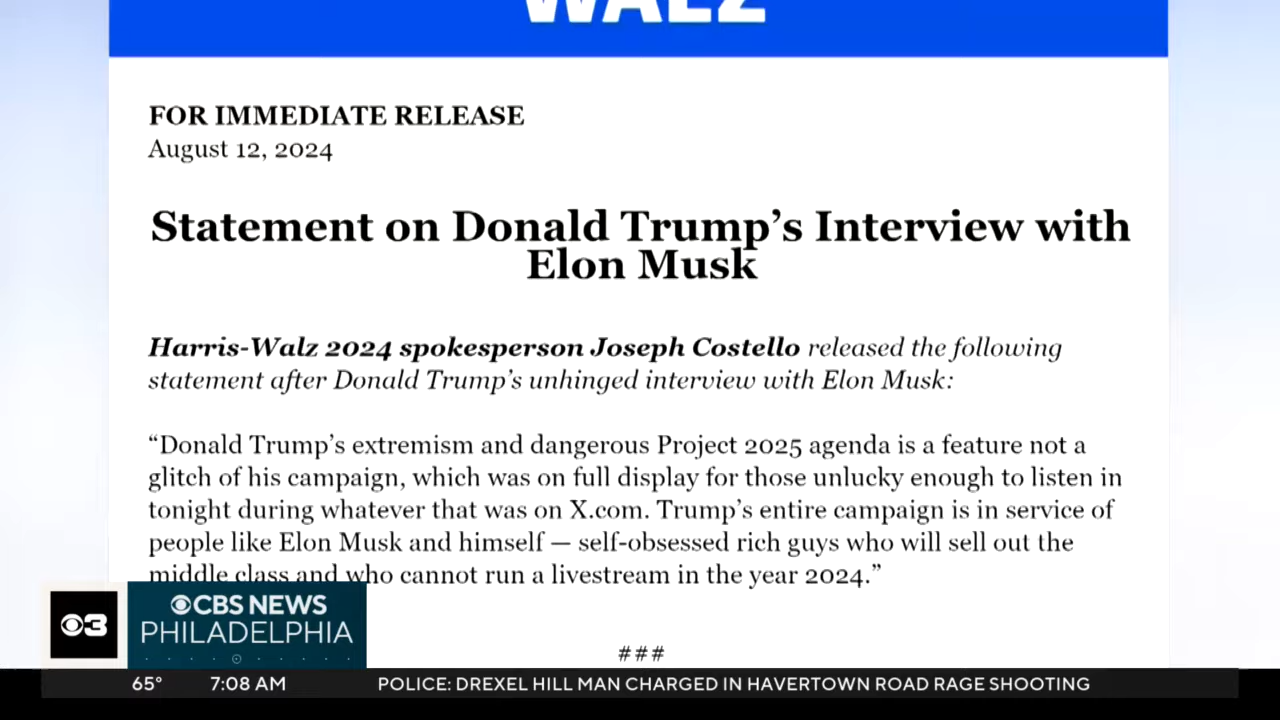 WALZ
FOR IMMEDIATE RELEASE
August 12, 2024
Statement on Donald Trump’s Interview with
Elon Musk
Harris-Walz 2024 spokesperson Joseph Costello released the following
statement after Donald Trump’s unhinged interview with Elon Musk:
“Donald Trump’s extremism and dangerous Project 2025 agenda is a feature not a
glitch of his campaign, which was on full display for those unlucky enough to listen in
tonight during whatever that was on X.com. Trump’s entire campaign is in service of
people like Elon Musk and himself — self-obsessed rich guys who will sell out the
middle class and who cannot run a livestream in the year 2024.”
###
3
CBS NEWS
PHILADELPHIA
65° 7:08 AM POLICE: DREXEL HILL MAN CHARGED IN HAVERTOWN ROAD RAGE SHOOTING